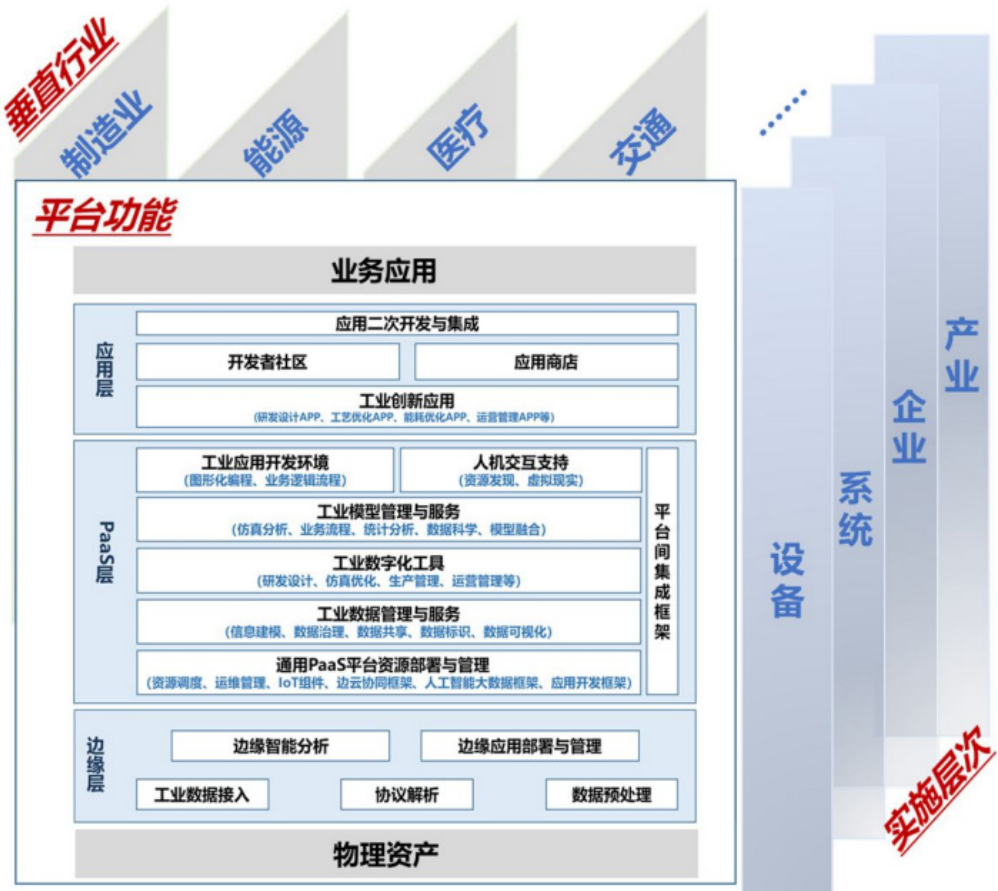 垂直行业
制造业
能源
医疗
交通
......
平台功能
业务应用
应用层
应用二次开发与集成
开发者社区
应用商店
工业创新应用
(研发设计APP、工艺优化APP、能耗优化APP、运营管理APP等)
PaaS层
工业应用开发环境
(图形化编程、业务逻辑流程)
人机交互支持
(资源发现、虚拟现实)
工业模型管理与服务
(仿真分析、业务流程、统计分析、数据科学、模型融合)
工业数字化工具
(研发设计、仿真优化、生产管理、运营管理等)
工业数据管理与服务
(信息建模、数据治理、数据共享、数据标识、数据可视化)
通用PaaS平台资源部署与管理
(资源调度、运维管理、IoT组件、边云协同框架、人工智能大数据框架、应用开发框架)
平台间集成框架
边缘层
边缘智能分析
边缘应用部署与管理
工业数据接入
协议解析
数据预处理
物理资产
设备
系统
企业
产业
实施层次